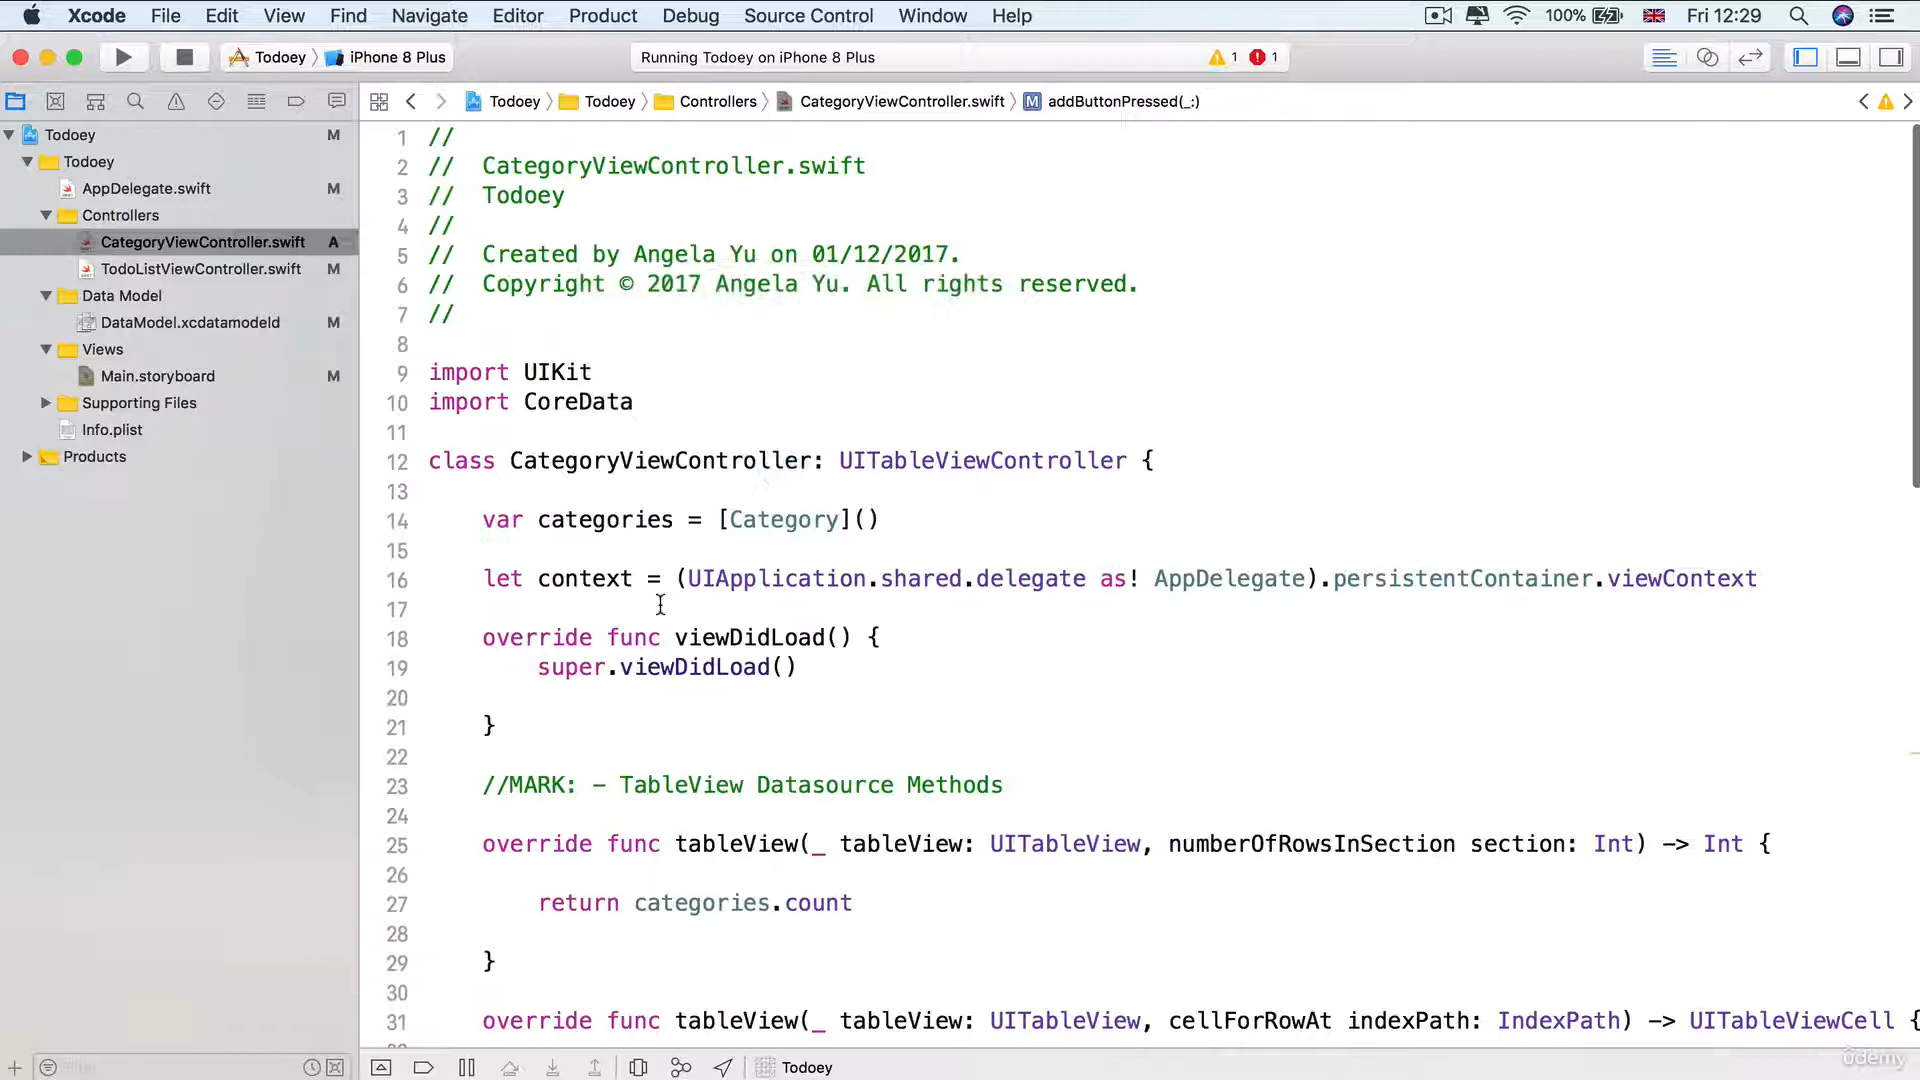 Xcode File Edit View Find Navigate Editor Product Debug Source Control Window Help 100% Fri 12:29
Todoey iPhone 8 Plus Running Todoey on iPhone 8 Plus 1 1
Todoey Todoey Controllers CategoryViewController.swift M addButtonPressed(_:)
Todoey M
Todoey
AppDelegate.swift M
Controllers
CategoryViewController.swift A
TodoListViewController.swift M
Data Model
DataModel.xcdatamodeld M
Views
Main.storyboard M
Supporting Files
Info.plist
Products
1 //
2 //  CategoryViewController.swift
3 //  Todoey
4 //
5 //  Created by Angela Yu on 01/12/2017.
6 //  Copyright © 2017 Angela Yu. All rights reserved.
7 //
8
9 import UIKit
10 import CoreData
11
12 class CategoryViewController: UITableViewController {
13
14     var categories = [Category]()
15
16     let context = (UIApplication.shared.delegate as! AppDelegate).persistentContainer.viewContext
17
18     override func viewDidLoad() {
19         super.viewDidLoad()
20
21     }
22
23     //MARK: - TableView Datasource Methods
24
25     override func tableView(_ tableView: UITableView, numberOfRowsInSection section: Int) -> Int {
26
27         return categories.count
28
29     }
30
31     override func tableView(_ tableView: UITableView, cellForRowAt indexPath: IndexPath) -> UITableViewCell {
Filter
Todoey
ûdemy